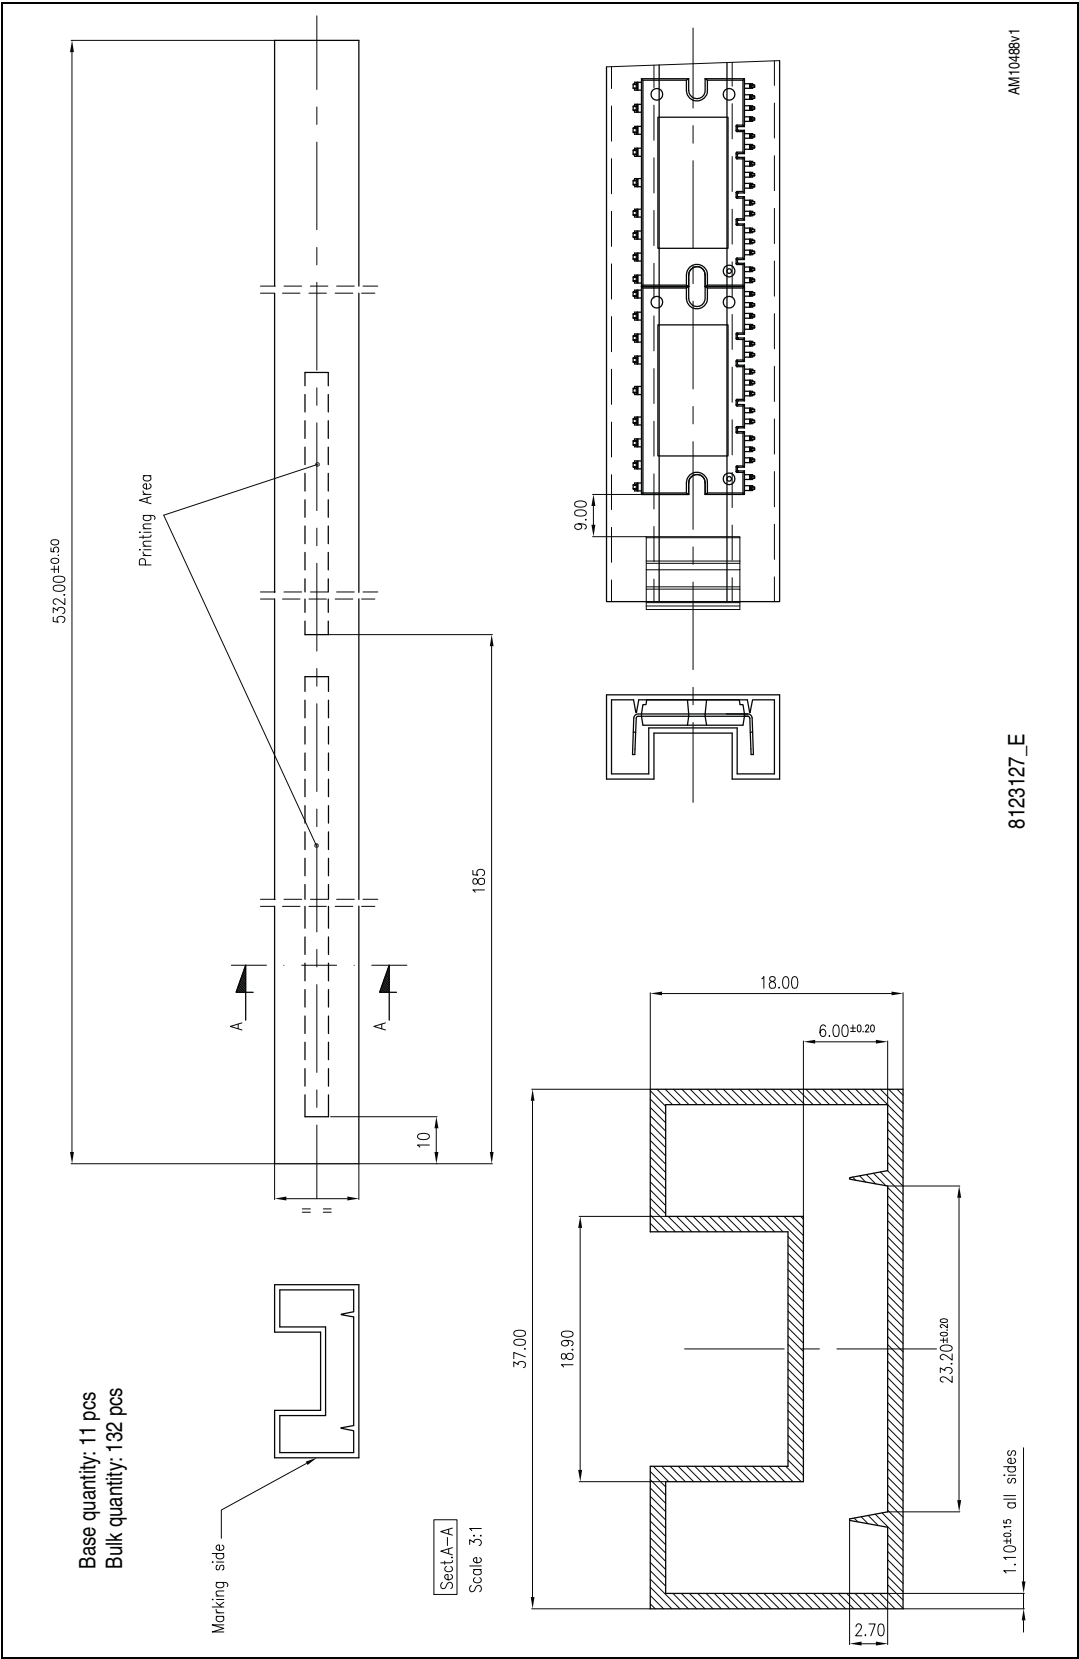 Base quantity: 11 pcs
Bulk quantity: 132 pcs
532.00±0.50
Printing Area
185
10
A
A
= =
Marking side
Sect.A-A
Scale 3:1
37.00
18.90
18.00
6.00±0.20
23.20±0.20
2.70
1.10±0.15 all sides
9.00
8123127_E
AM10488v1